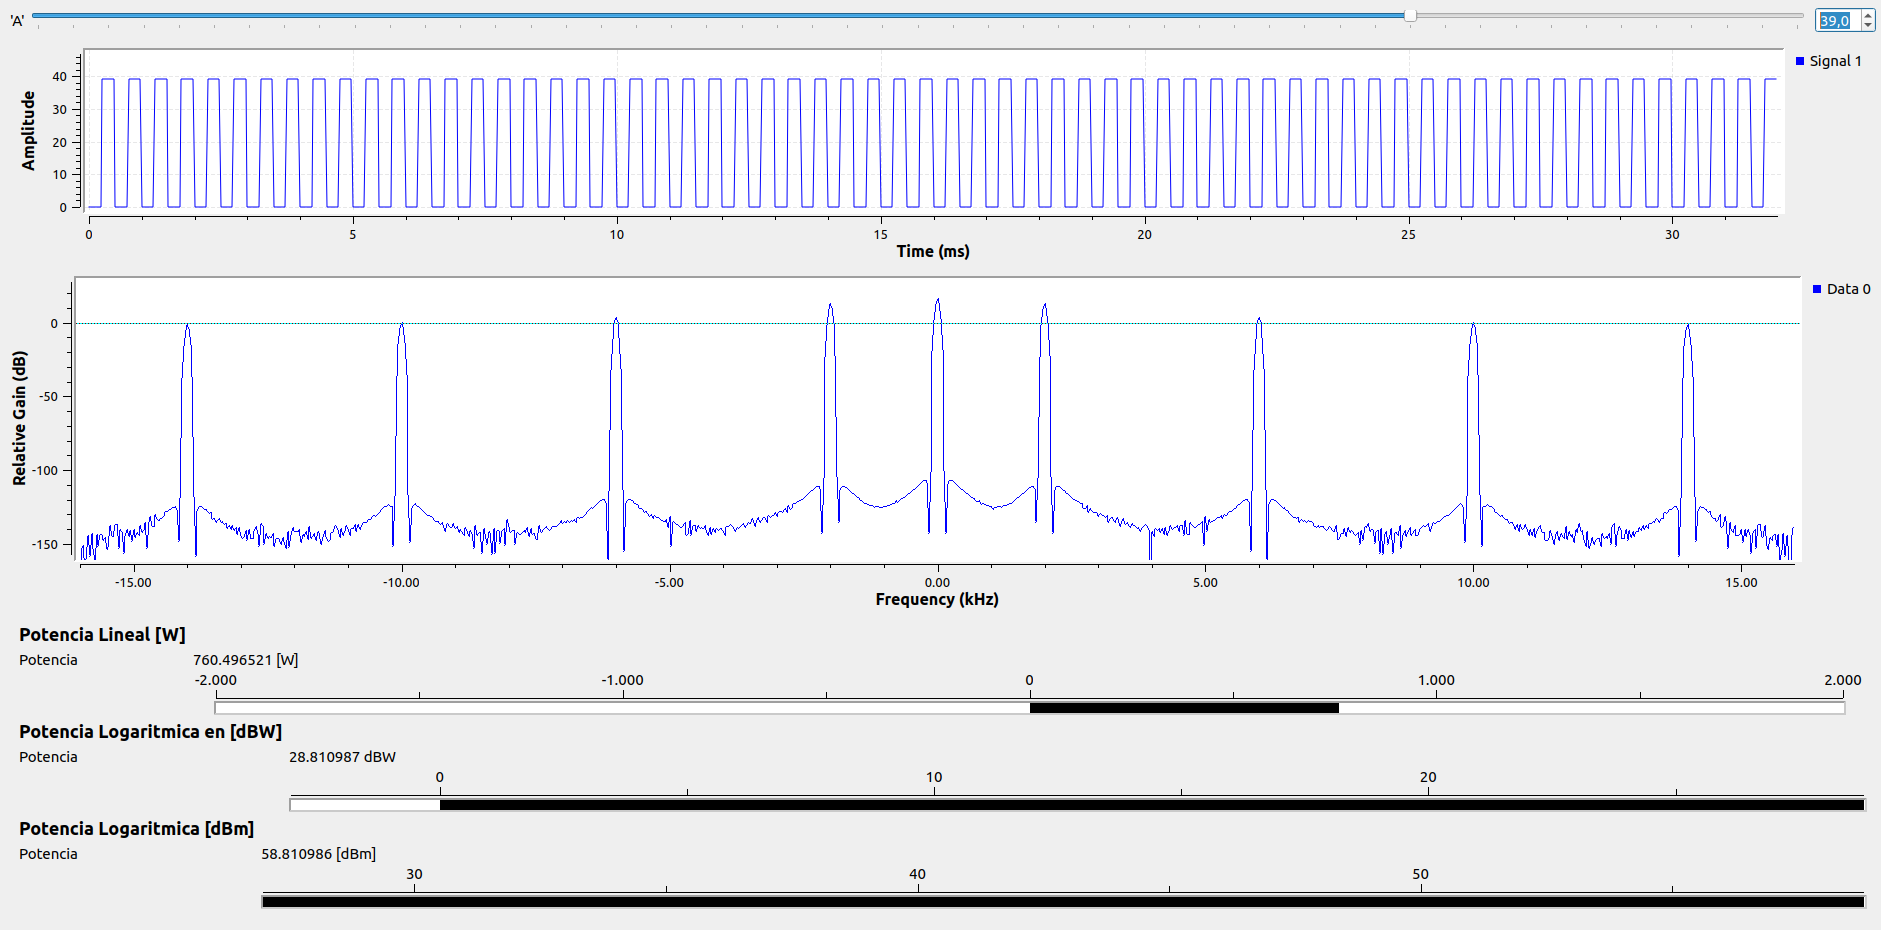 'A'
39,0
Signal 1
Amplitude
40
30
20
10
0
0 5 10 15 20 25 30
Time (ms)
Data 0
Relative Gain (dB)
0
-50
-100
-150
-15.00 -10.00 -5.00 0.00 5.00 10.00 15.00
Frequency (kHz)
Potencia Lineal [W]
Potencia 760.496521 [W]
-2.000 -1.000 0 1.000 2.000
Potencia Logaritmica en [dBW]
Potencia 28.810987 dBW
0 10 20
Potencia Logaritmica [dBm]
Potencia 58.810986 [dBm]
30 40 50